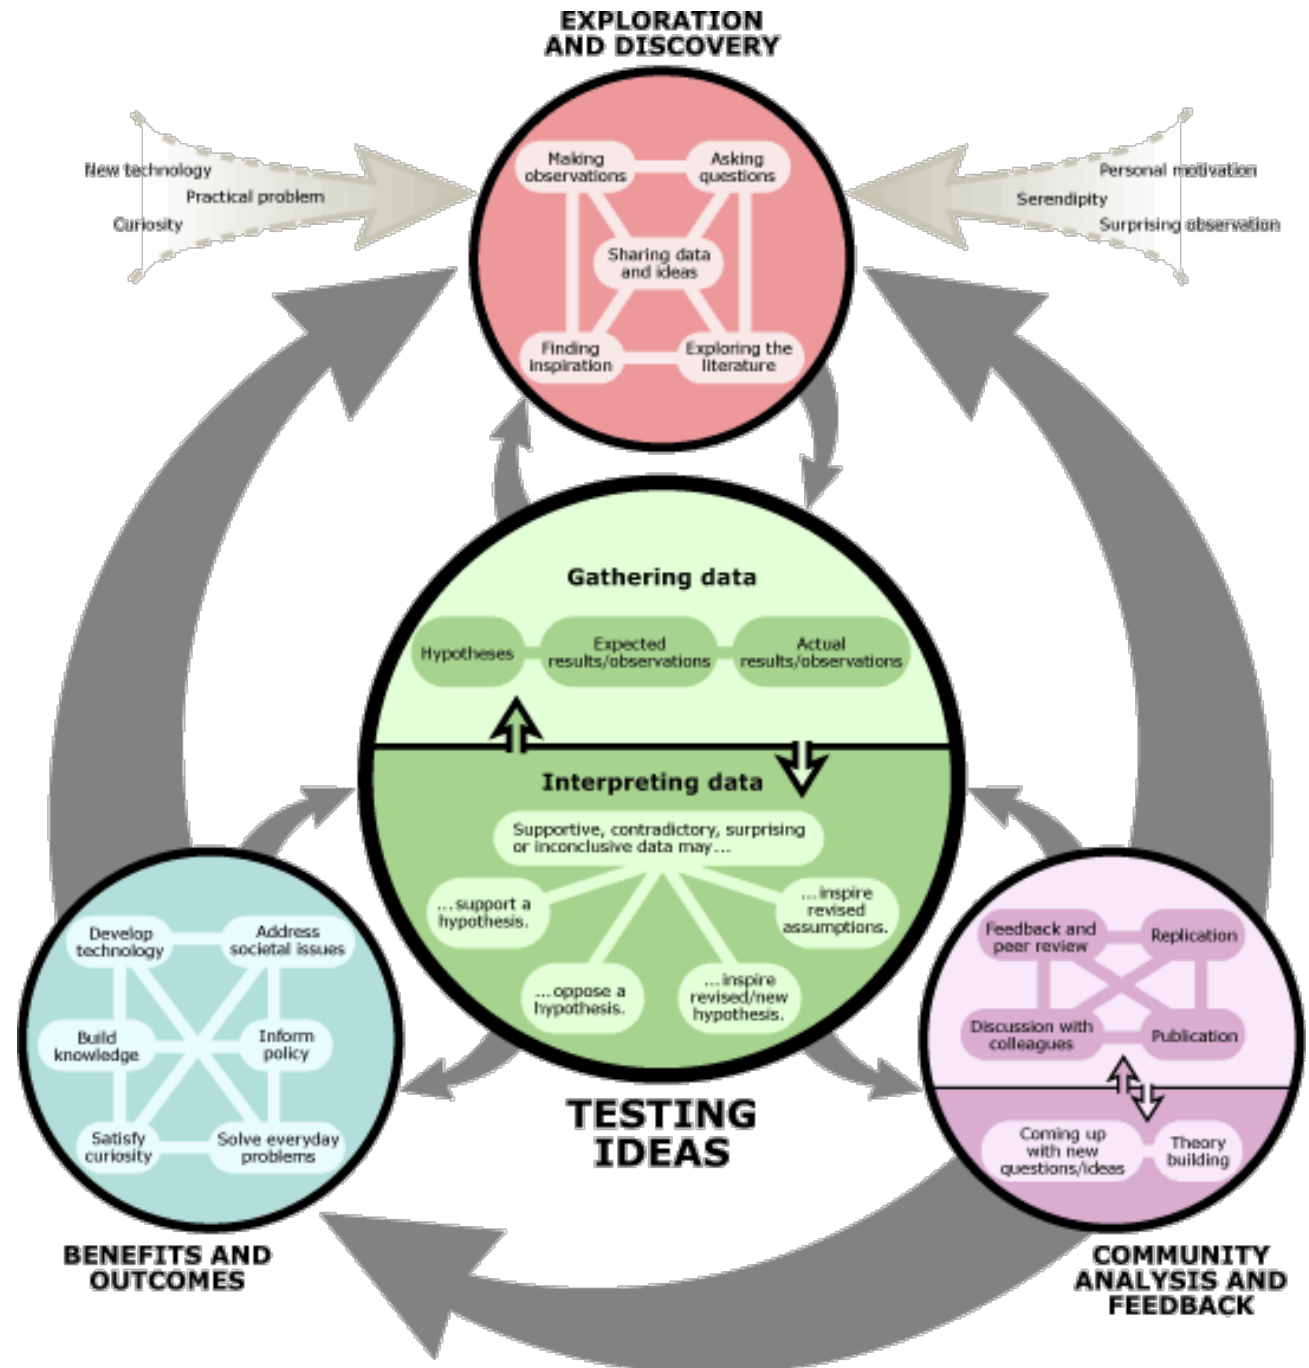 EXPLORATION
AND DISCOVERY
New technology
Practical problem
Curiosity
Personal motivation
Serendipity
Surprising observation
Making
observations
Asking
questions
Sharing data
and ideas
Finding
inspiration
Exploring the
literature
Gathering data
Hypotheses
Expected
results/observations
Actual
results/observations
Interpreting data
Supportive, contradictory, surprising
or inconclusive data may...
...support a
hypothesis.
...oppose a
hypothesis.
...inspire
revised/new
hypothesis.
...inspire
revised
assumptions.
TESTING
IDEAS
Develop
technology
Address
societal issues
Build
knowledge
Inform
policy
Satisfy
curiosity
Solve everyday
problems
BENEFITS AND
OUTCOMES
Feedback and
peer review
Replication
Discussion with
colleagues
Publication
Coming up
with new
questions/ideas
Theory
building
COMMUNITY
ANALYSIS AND
FEEDBACK